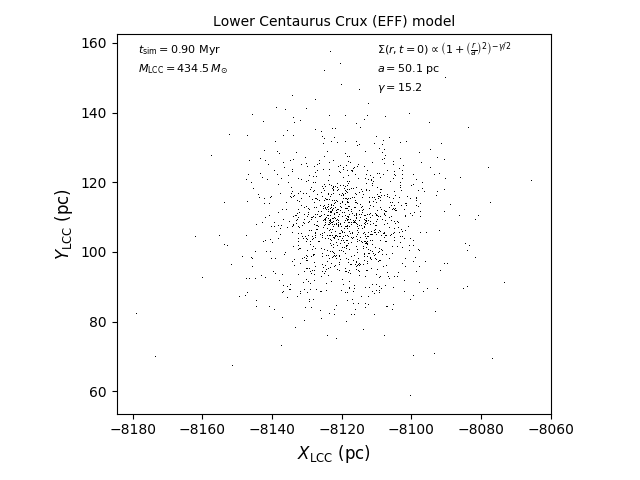 Lower Centaurus Crux (EFF) model
t_sim = 0.90 Myr
M_LCC = 434.5 M_⊙
Σ(r, t = 0) ∝ (1 + (r/a)^2)^(−γ/2)
a = 50.1 pc
γ = 15.2
160
140
120
100
80
60
Y_LCC (pc)
−8180 −8160 −8140 −8120 −8100 −8080 −8060
X_LCC (pc)